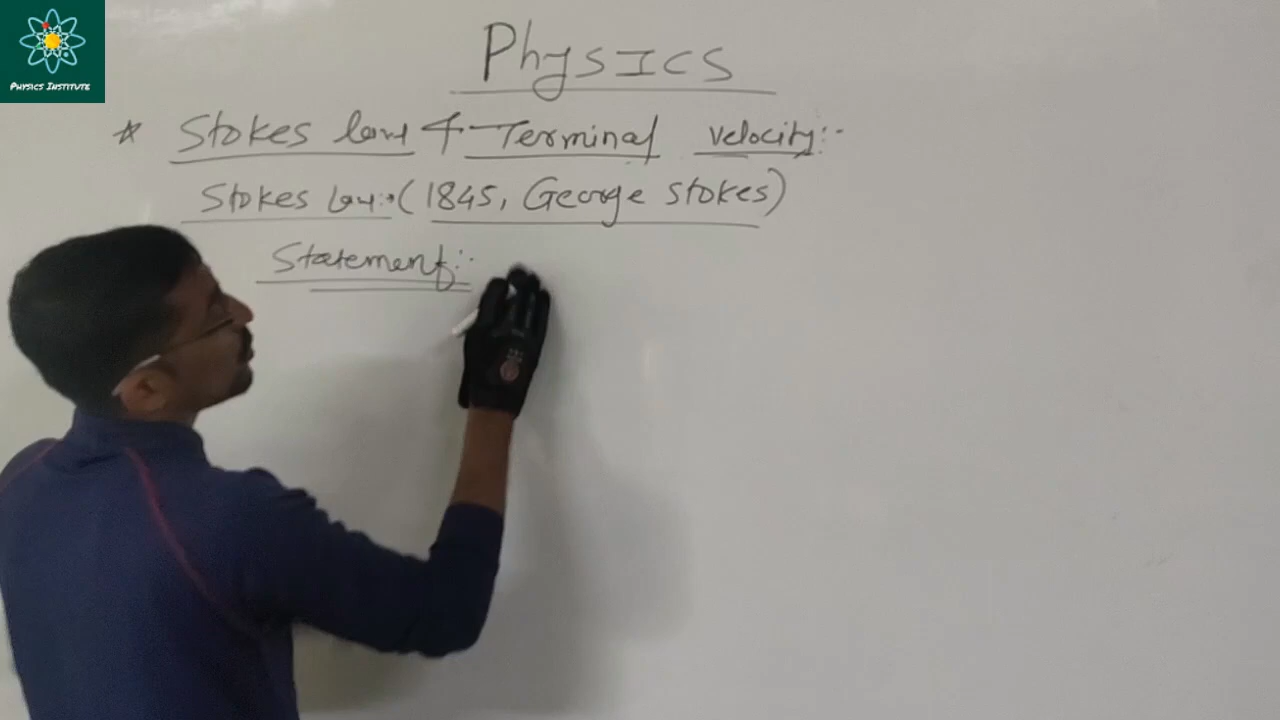 PHYSICS INSTITUTE
Physics
* Stokes law & Terminal velocity:-
Stokes law:- (1845, George Stokes)
Statement:-